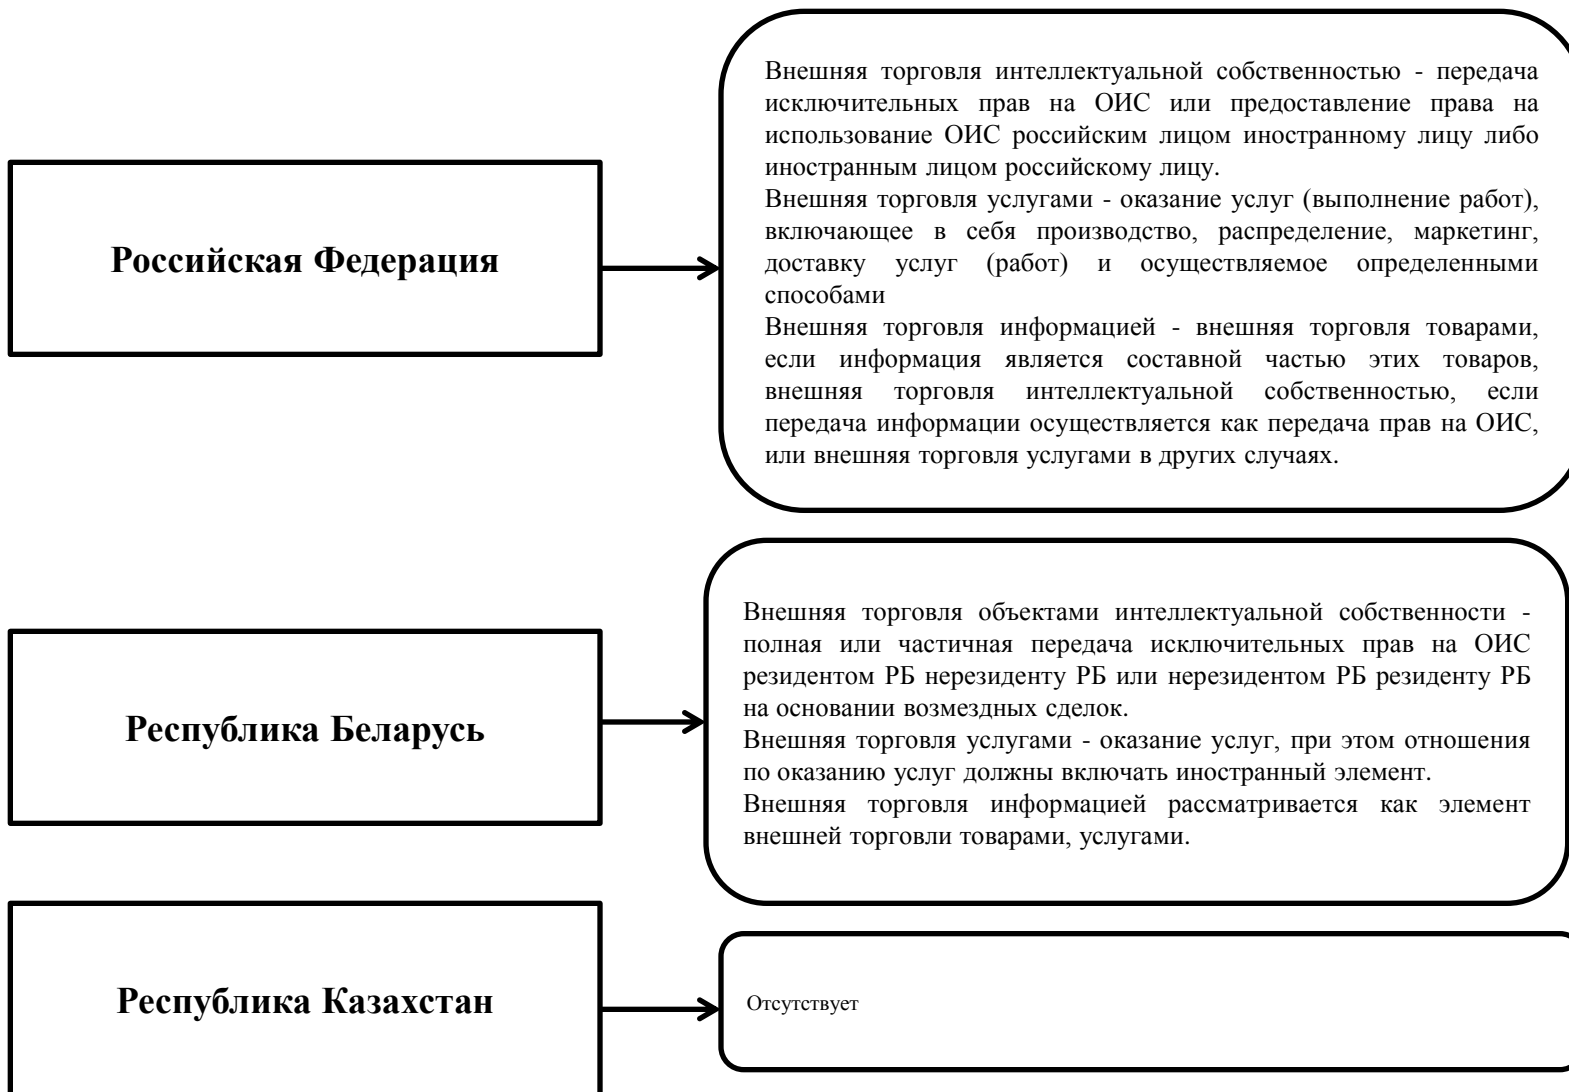 Российская Федерация
Внешняя торговля интеллектуальной собственностью - передача
исключительных прав на ОИС или предоставление права на
использование ОИС российским лицом иностранному лицу либо
иностранным лицом российскому лицу.
Внешняя торговля услугами - оказание услуг (выполнение работ),
включающее в себя производство, распределение, маркетинг,
доставку услуг (работ) и осуществляемое определенными
способами
Внешняя торговля информацией - внешняя торговля товарами,
если информация является составной частью этих товаров,
внешняя торговля интеллектуальной собственностью, если
передача информации осуществляется как передача прав на ОИС,
или внешняя торговля услугами в других случаях.
Республика Беларусь
Внешняя торговля объектами интеллектуальной собственности -
полная или частичная передача исключительных прав на ОИС
резидентом РБ нерезиденту РБ или нерезидентом РБ резиденту РБ
на основании возмездных сделок.
Внешняя торговля услугами - оказание услуг, при этом отношения
по оказанию услуг должны включать иностранный элемент.
Внешняя торговля информацией рассматривается как элемент
внешней торговли товарами, услугами.
Республика Казахстан
Отсутствует